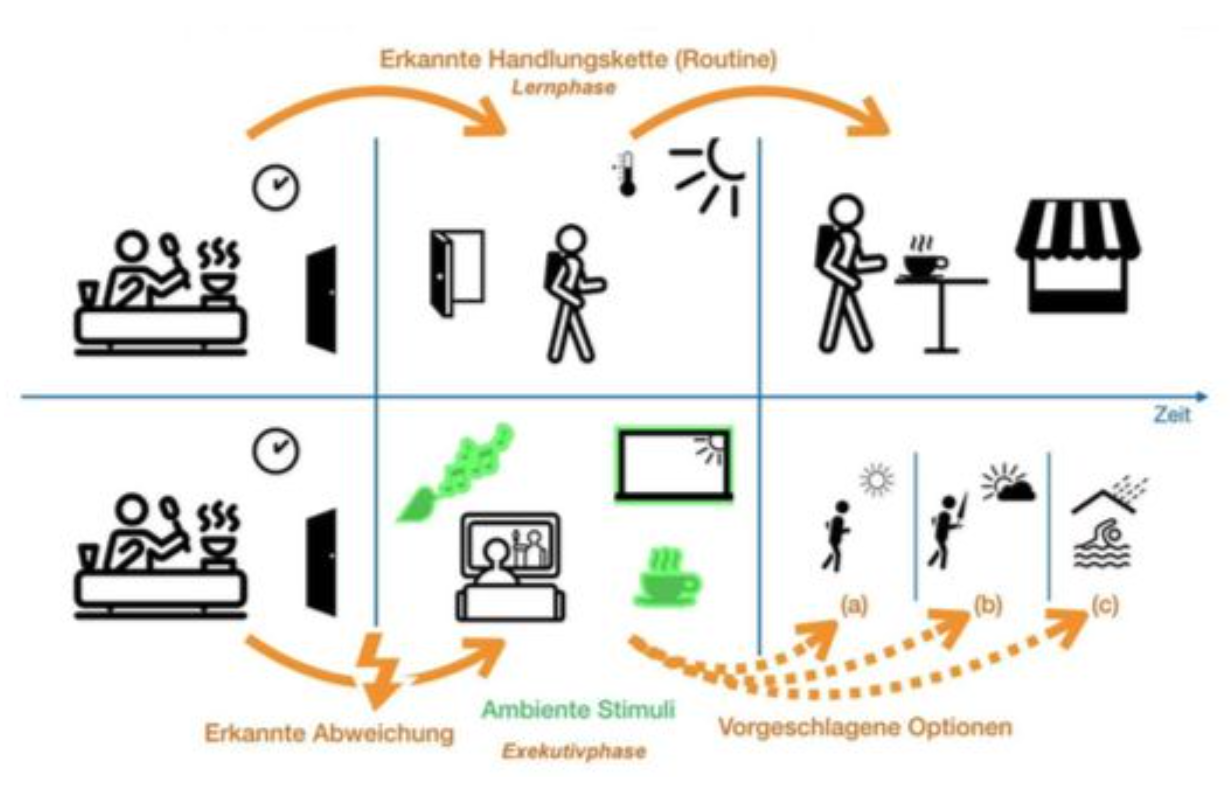 Erkannte Handlungskette (Routine)
Lernphase
Zeit
(a)
(b)
(c)
Ambiente Stimuli
Vorgeschlagene Optionen
Erkannte Abweichung
Exekutivphase